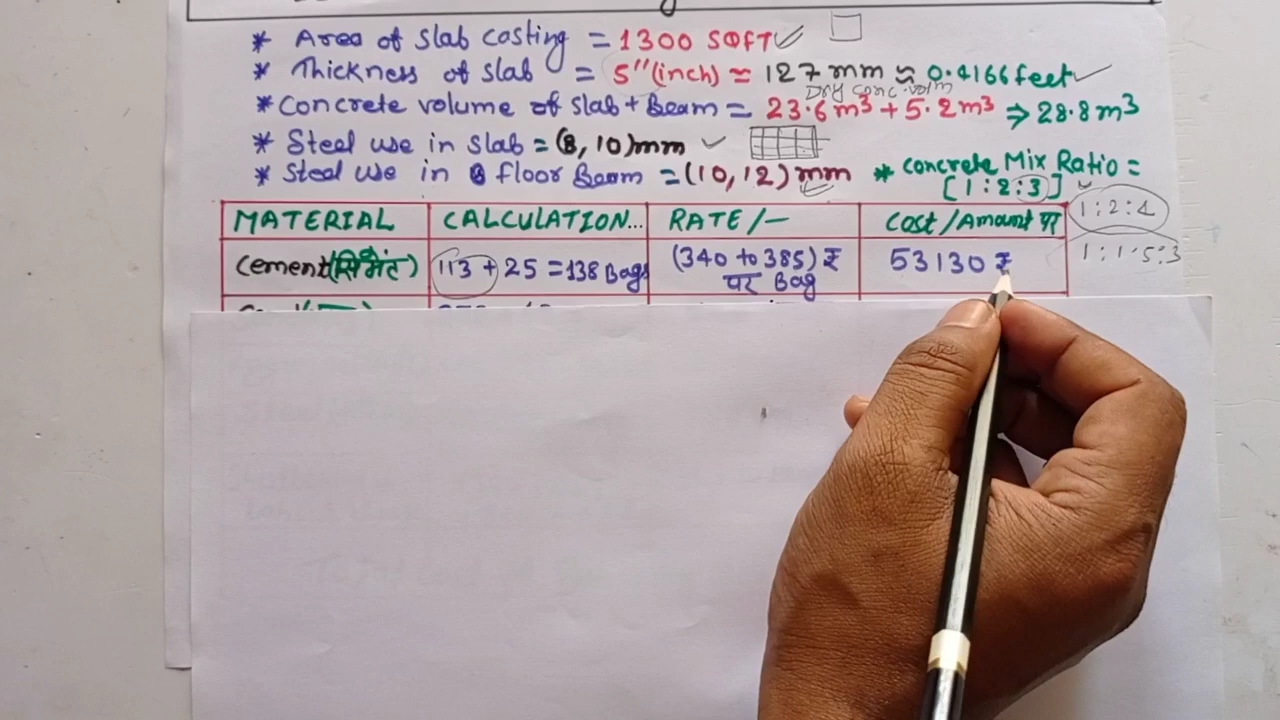 * Area of slab casting = 1300 SQFT
* Thickness of slab = 5"(inch) ≈ 127 mm ≈ 0.4166 feet
Dry conc. volm
* Concrete volume of slab + Beam = 23.6 m³ + 5.2 m³ ⇒ 28.8 m³
* Steel use in slab = (8, 10) mm
* Steel use in floor Beam = (10, 12) mm
* Concrete Mix Ratio =
[1:2:3]
1:2:4
1:1.5:3
MATERIAL CALCULATION... RATE/- Cost/Amount पर
Cement (सिमेंट) 113 + 25 = 138 Bags (340 to 385) ₹ 53130 ₹
पर Bag